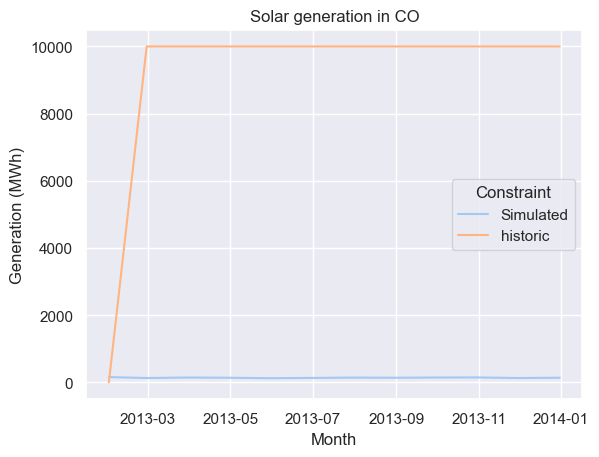 Solar generation in CO
10000
8000
6000
4000
2000
0
Generation (MWh)
Constraint
Simulated
historic
2013-03 2013-05 2013-07 2013-09 2013-11 2014-01
Month